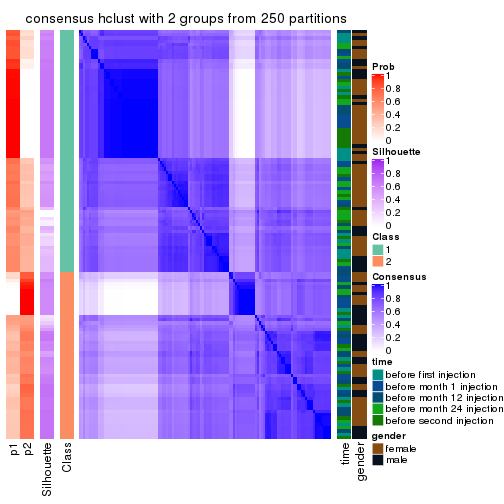 consensus hclust with 2 groups from 250 partitions
Prob
1
0.8
0.6
0.4
0.2
0
Silhouette
1
0.8
0.6
0.4
0.2
0
Class
1
2
Consensus
1
0.8
0.6
0.4
0.2
0
time
before first injection
before month 1 injection
before month 12 injection
before month 24 injection
before second injection
gender
female
male
p1
p2
Silhouette
Class
time
gender